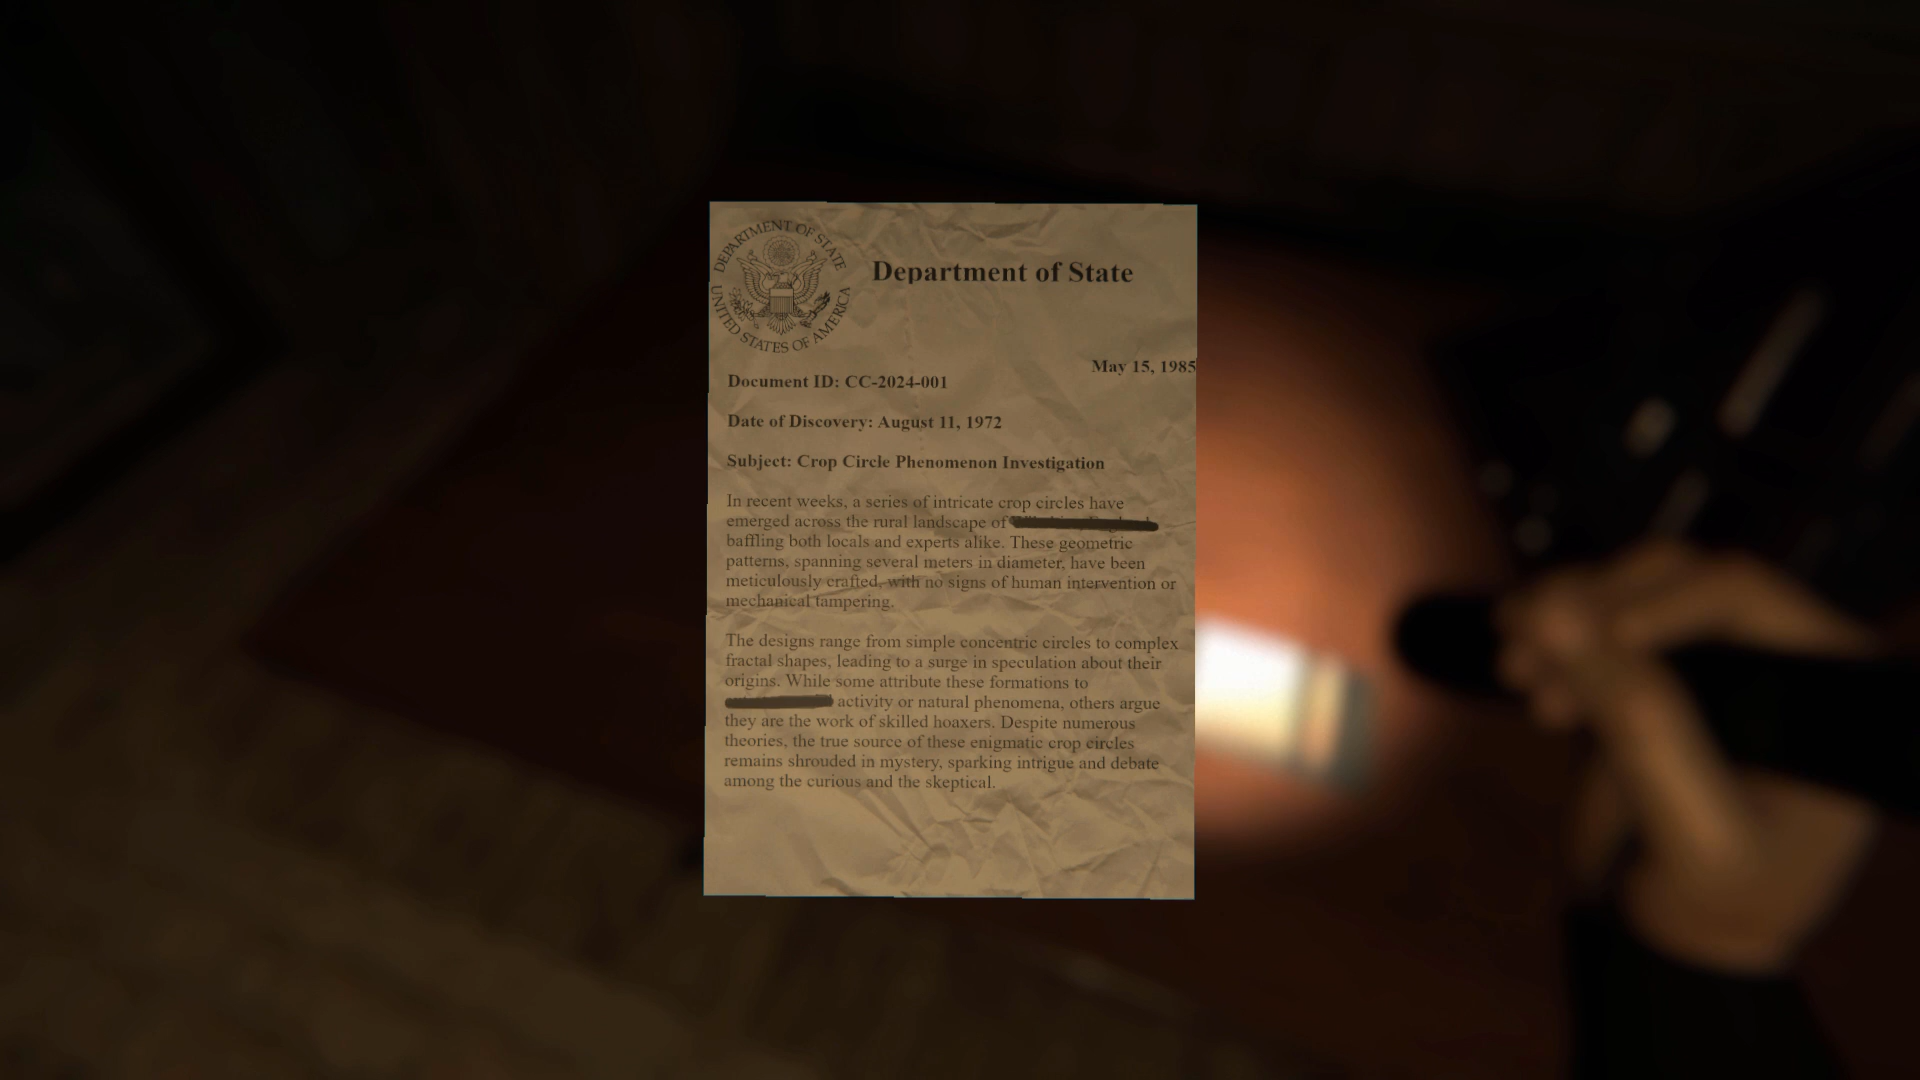 DEPARTMENT OF STATE
UNITED STATES OF AMERICA
Department of State
May 15, 1985
Document ID: CC-2024-001
Date of Discovery: August 11, 1972
Subject: Crop Circle Phenomenon Investigation
In recent weeks, a series of intricate crop circles have
emerged across the rural landscape of
baffling both locals and experts alike. These geometric
patterns, spanning several meters in diameter, have been
meticulously crafted, with no signs of human intervention or
mechanical tampering.
The designs range from simple concentric circles to complex
fractal shapes, leading to a surge in speculation about their
origins. While some attribute these formations to
activity or natural phenomena, others argue
they are the work of skilled hoaxers. Despite numerous
theories, the true source of these enigmatic crop circles
remains shrouded in mystery, sparking intrigue and debate
among the curious and the skeptical.